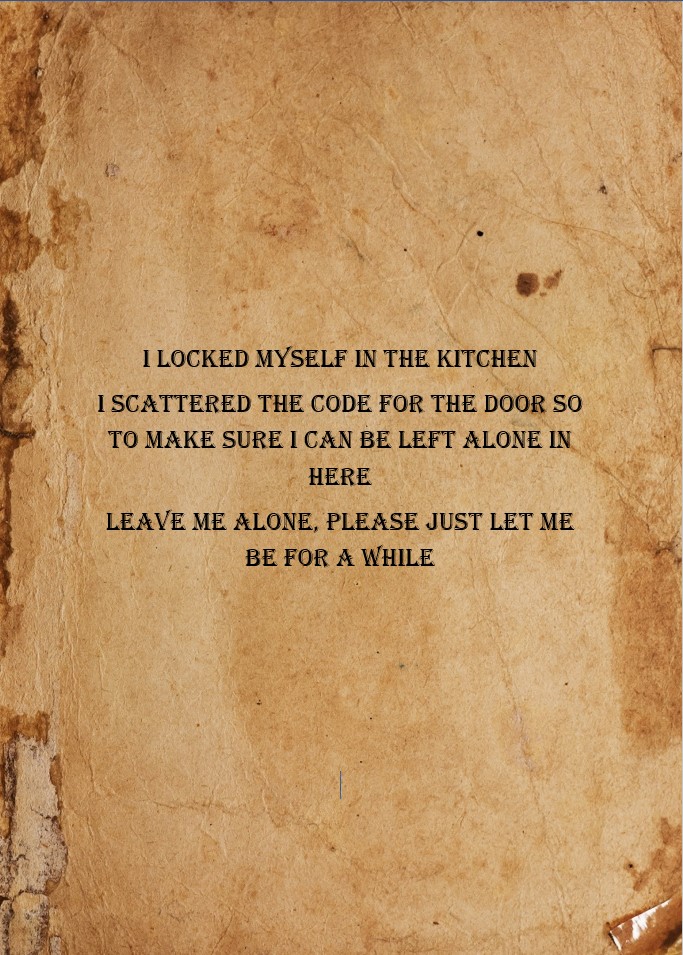 I LOCKED MYSELF IN THE KITCHEN
I SCATTERED THE CODE FOR THE DOOR SO
TO MAKE SURE I CAN BE LEFT ALONE IN
HERE
LEAVE ME ALONE, PLEASE JUST LET ME
BE FOR A WHILE